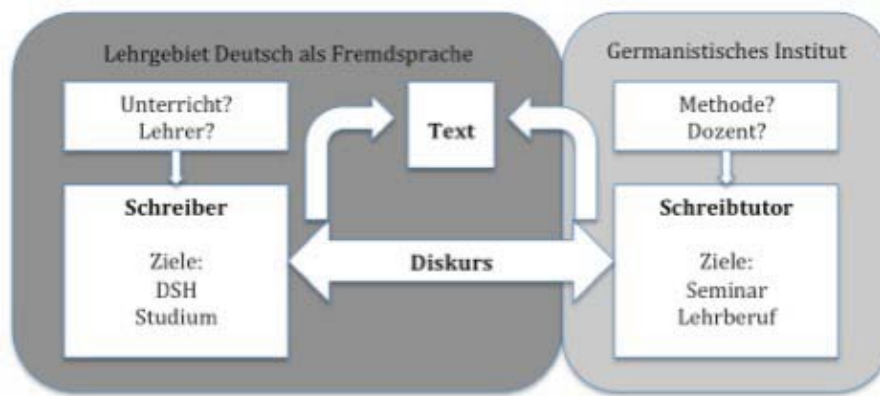 Lehrgebiet Deutsch als Fremdsprache
Unterricht?
Lehrer?
Text
Schreiber
Ziele:
DSH
Studium
Diskurs
Germanistisches Institut
Methode?
Dozent?
Schreibtutor
Ziele:
Seminar
Lehrberuf